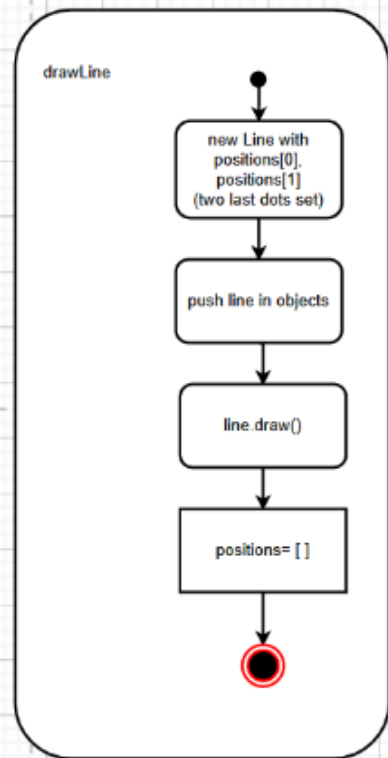 drawLine
new Line with
positions[0],
positions[1]
(two last dots set)
push line in objects
line.draw()
positions= [ ]